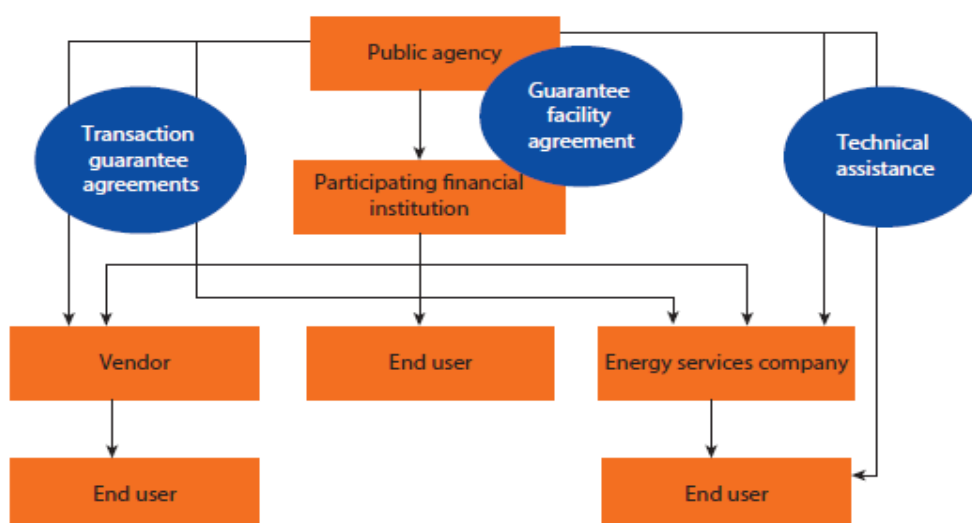 Public agency
Guarantee
facility
agreement
Transaction
guarantee
agreements
Technical
assistance
Participating financial
institution
Vendor
End user
Energy services company
End user
End user